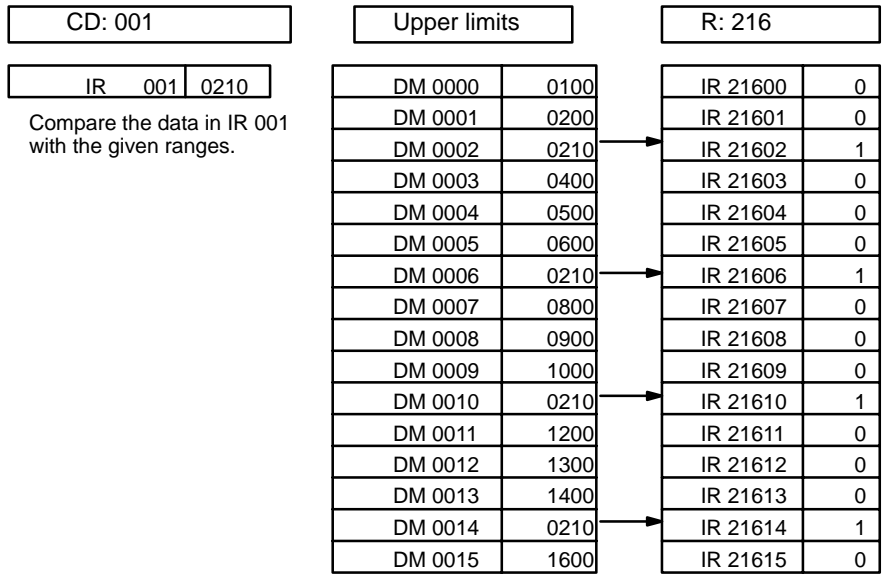 CD: 001 Upper limits R: 216
IR 001 0210 DM 0000 0100 IR 21600 0
Compare the data in IR 001 DM 0001 0200 IR 21601 0
with the given ranges. DM 0002 0210 IR 21602 1
DM 0003 0400 IR 21603 0
DM 0004 0500 IR 21604 0
DM 0005 0600 IR 21605 0
DM 0006 0210 IR 21606 1
DM 0007 0800 IR 21607 0
DM 0008 0900 IR 21608 0
DM 0009 1000 IR 21609 0
DM 0010 0210 IR 21610 1
DM 0011 1200 IR 21611 0
DM 0012 1300 IR 21612 0
DM 0013 1400 IR 21613 0
DM 0014 0210 IR 21614 1
DM 0015 1600 IR 21615 0